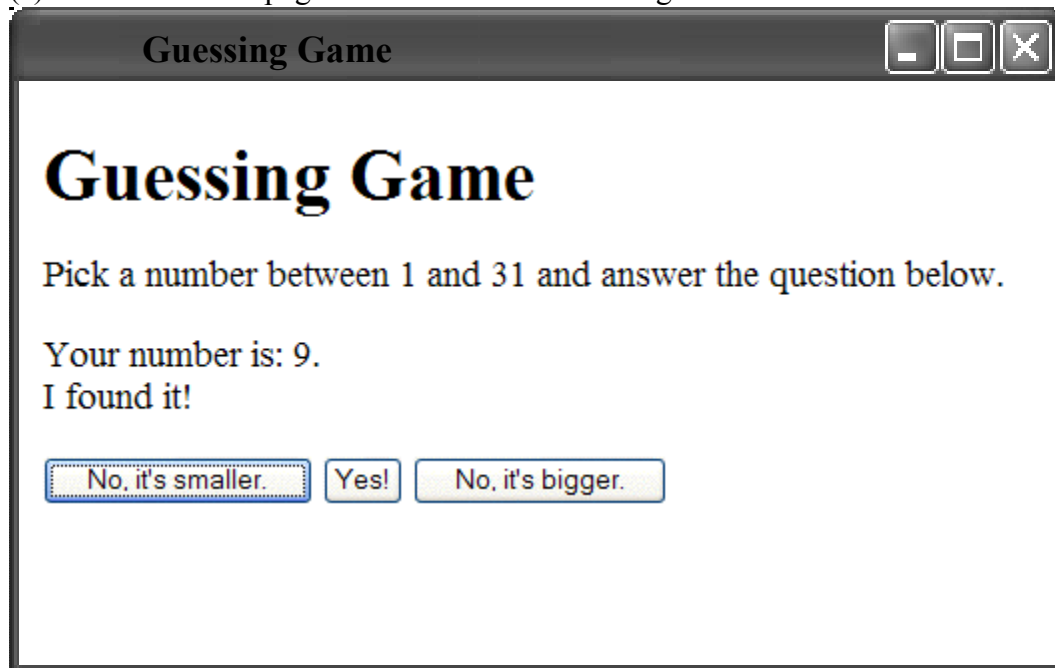 Guessing Game
Guessing Game
Pick a number between 1 and 31 and answer the question below.
Your number is: 9.
I found it!
No, it's smaller. Yes! No, it's bigger.